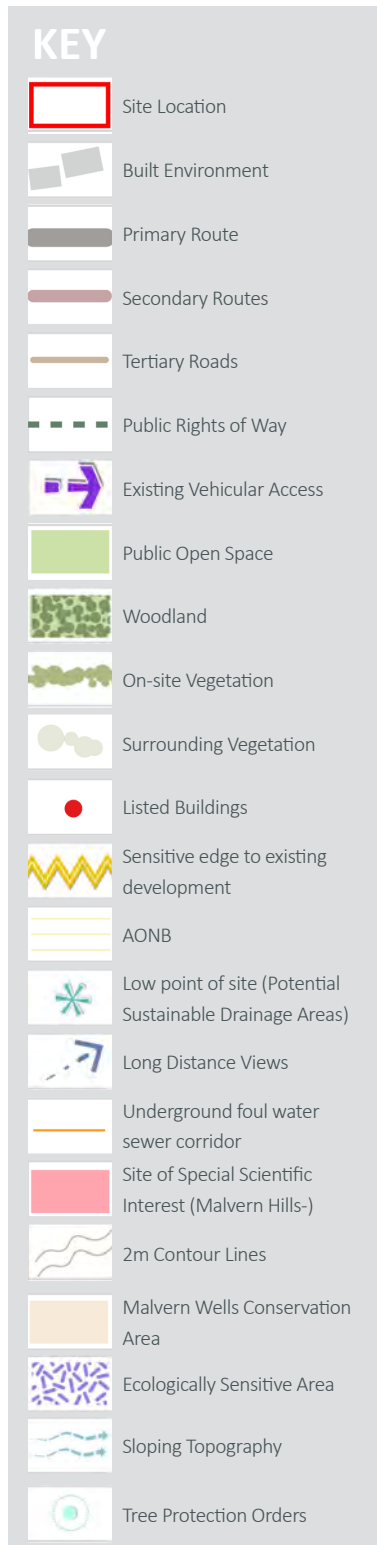 KEY
Site Location
Built Environment
Primary Route
Secondary Routes
Tertiary Roads
Public Rights of Way
Existing Vehicular Access
Public Open Space
Woodland
On-site Vegetation
Surrounding Vegetation
Listed Buildings
Sensitive edge to existing
development
AONB
Low point of site (Potential
Sustainable Drainage Areas)
Long Distance Views
Underground foul water
sewer corridor
Site of Special Scientific
Interest (Malvern Hills-)
2m Contour Lines
Malvern Wells Conservation
Area
Ecologically Sensitive Area
Sloping Topography
Tree Protection Orders